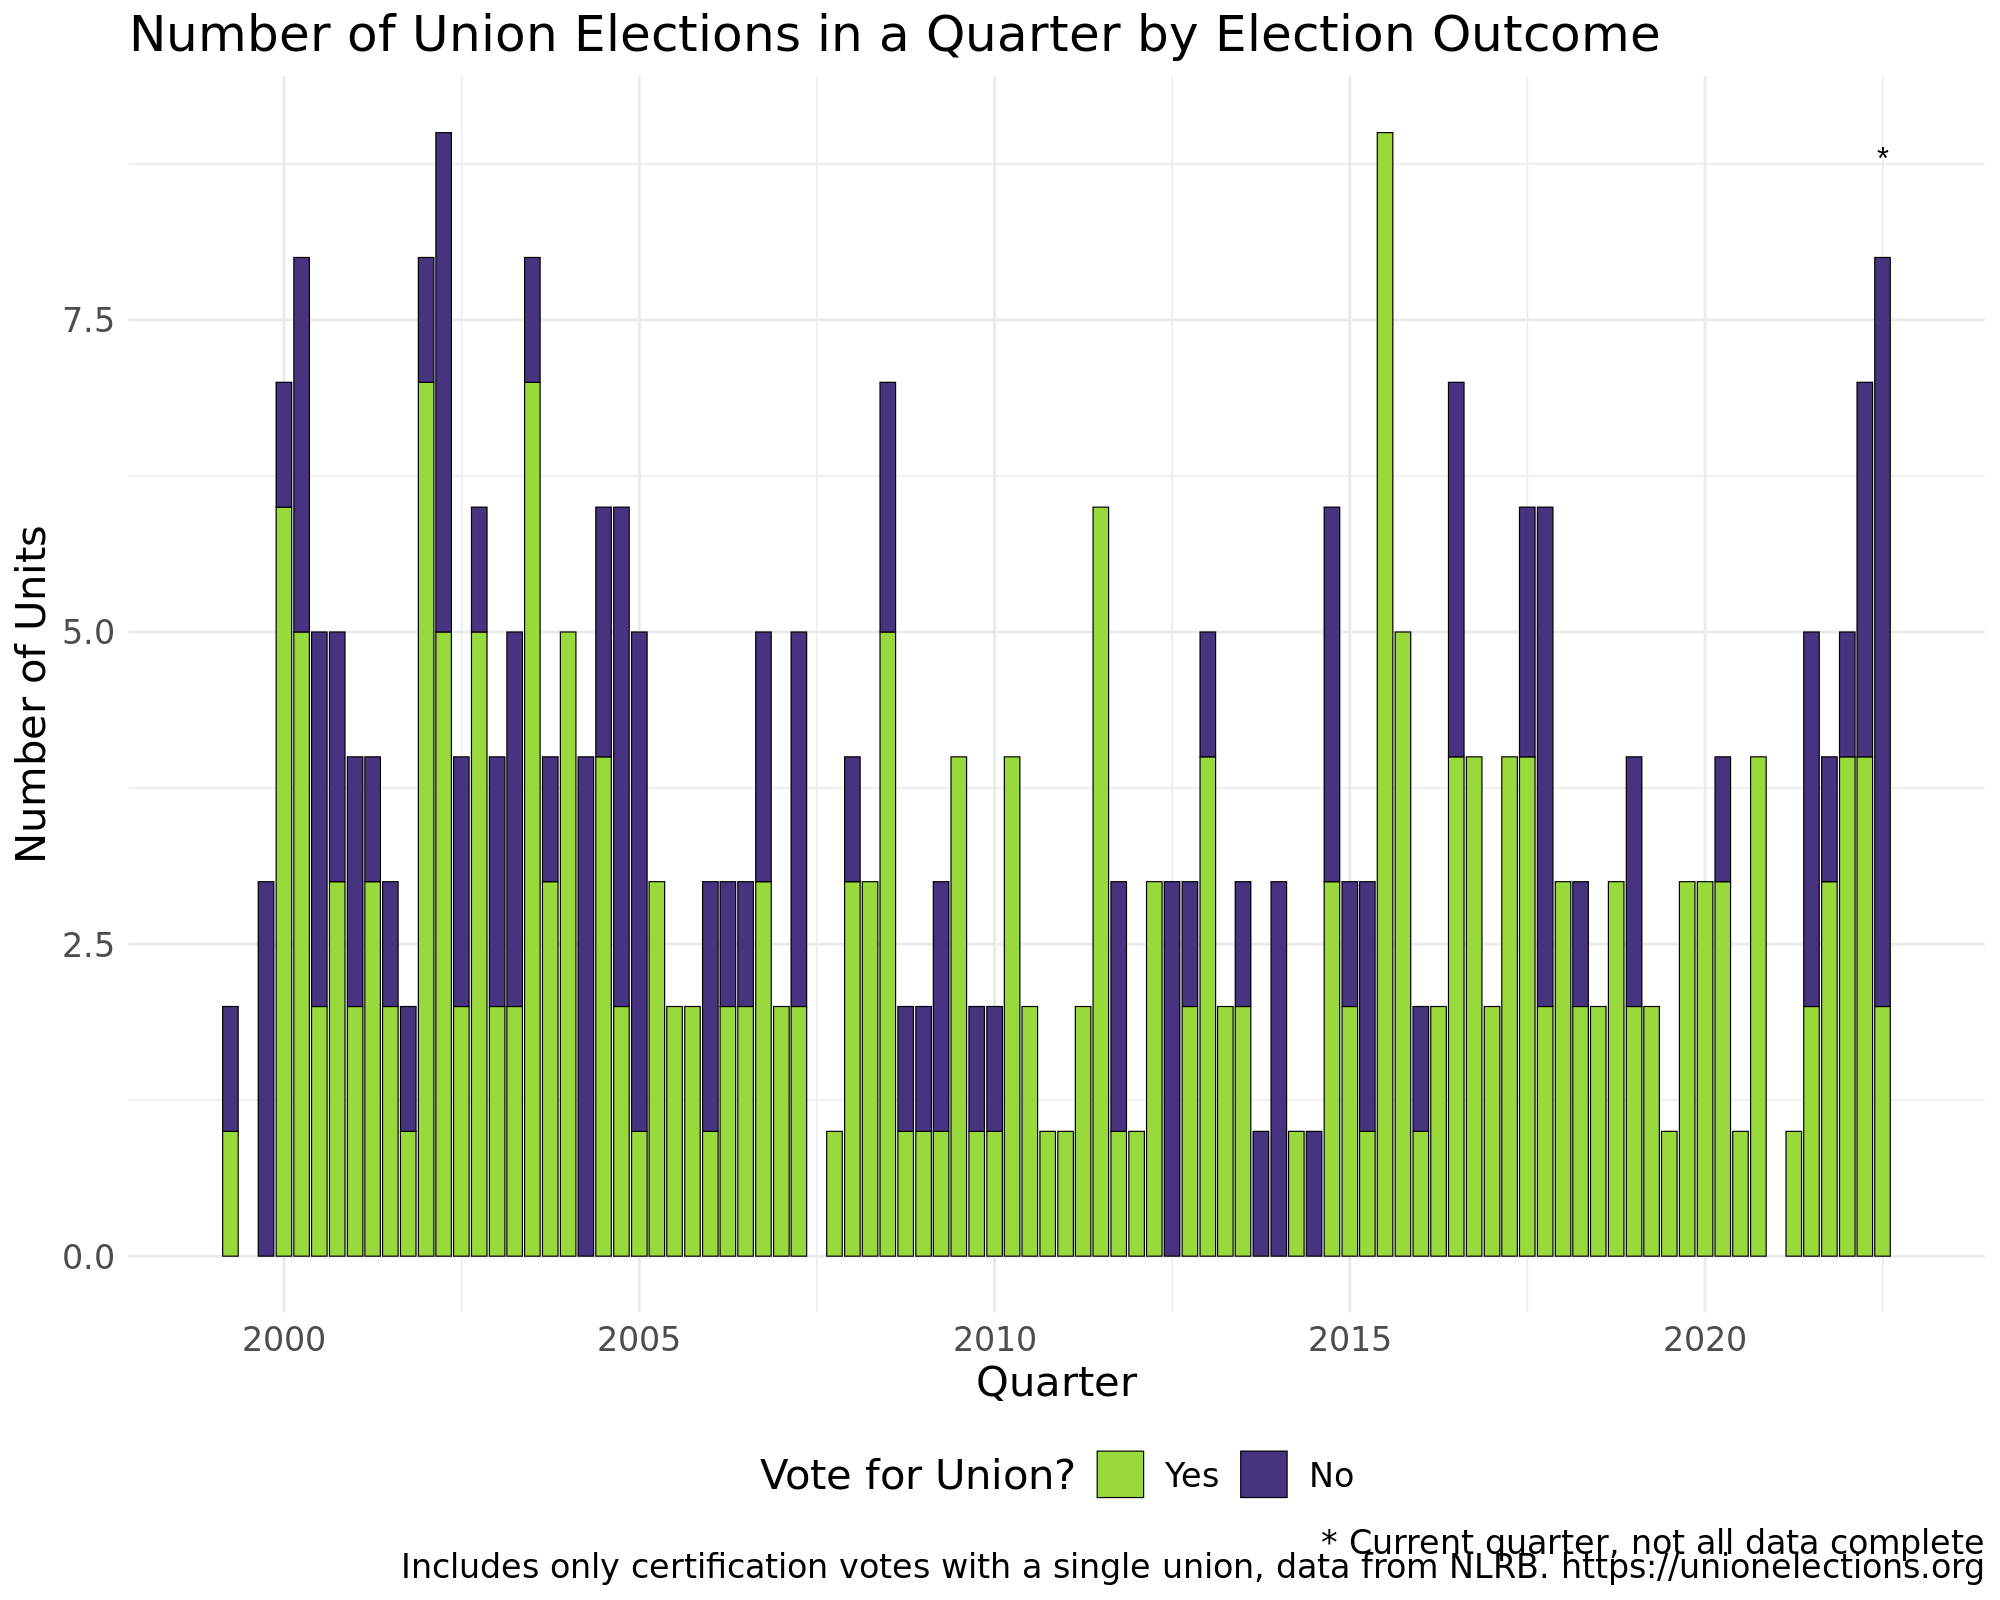 Number of Union Elections in a Quarter by Election Outcome
*
7.5
5.0
2.5
0.0
Number of Units
2000 2005 2010 2015 2020
Quarter
Vote for Union? Yes No
* Current quarter, not all data complete
Includes only certification votes with a single union, data from NLRB. https://unionelections.org